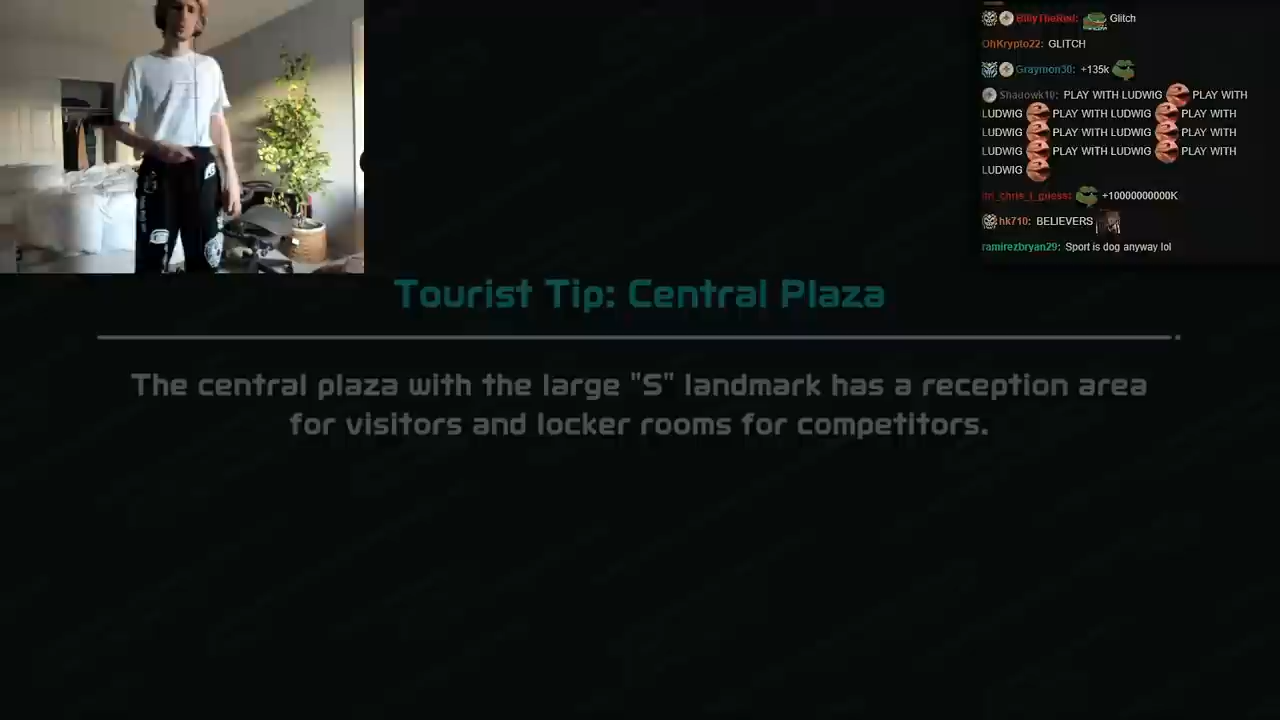 BillyTheRed: Glitch
OhKrypto22: GLITCH
Graymon30: +135k
Shadowk10: PLAY WITH LUDWIG PLAY WITH
LUDWIG PLAY WITH LUDWIG PLAY WITH
LUDWIG PLAY WITH LUDWIG PLAY WITH
LUDWIG PLAY WITH LUDWIG PLAY WITH
LUDWIG
+10000000000K
hk710: BELIEVERS
ramirezbryan29: Sport is dog anyway lol
Tourist Tip: Central Plaza
The central plaza with the large "S" landmark has a reception area
for visitors and locker rooms for competitors.